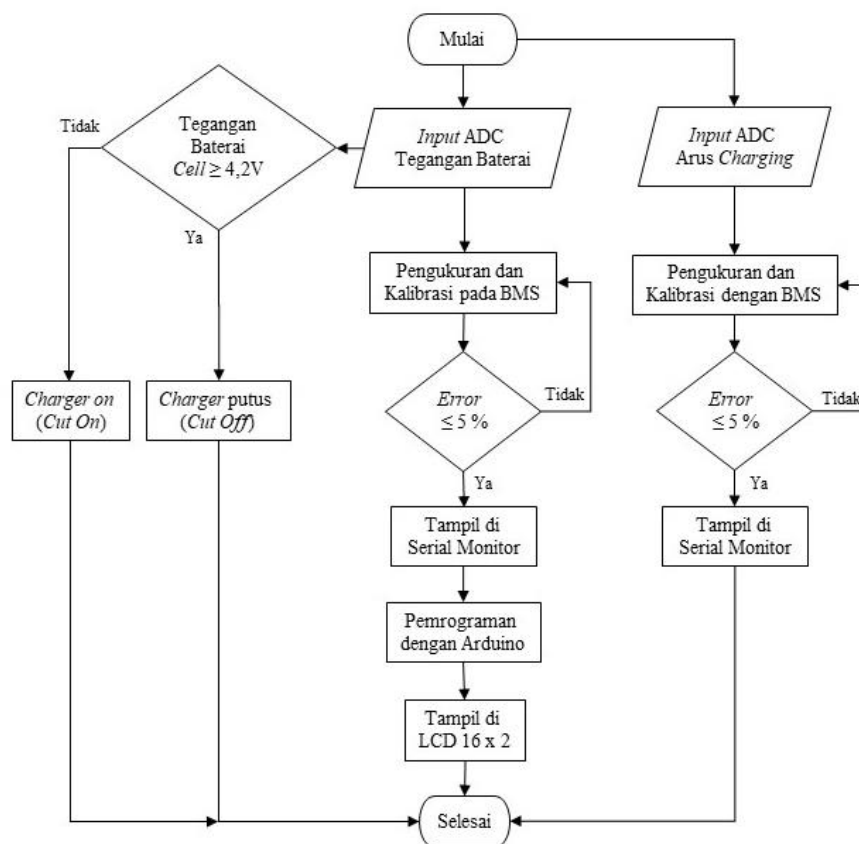 Mulai
Tidak
Tegangan
Baterai
Cell ≥ 4,2V
Input ADC
Tegangan Baterai
Input ADC
Arus Charging
Ya
Pengukuran dan
Kalibrasi pada BMS
Pengukuran dan
Kalibrasi dengan BMS
Charger on
(Cut On)
Charger putus
(Cut Off)
Error
≤ 5 %
Tidak
Error
≤ 5 %
Tidak
Ya
Ya
Tampil di
Serial Monitor
Tampil di
Serial Monitor
Pemrograman
dengan Arduino
Tampil di
LCD 16 x 2
Selesai